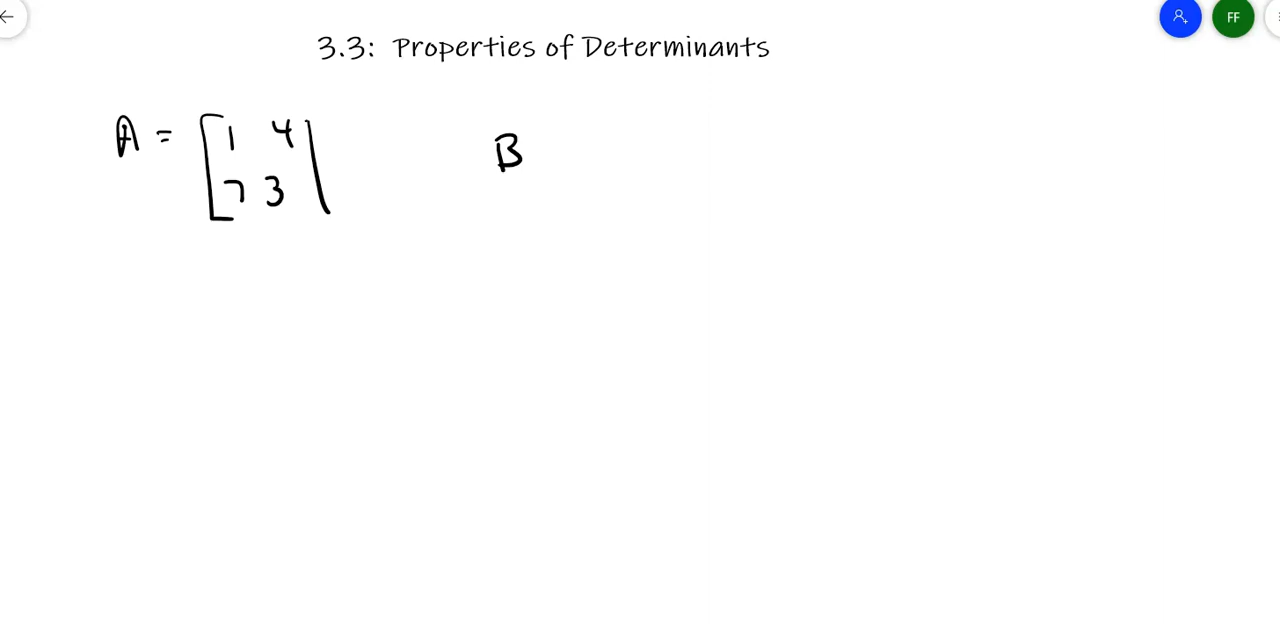 FF
3.3: Properties of Determinants
A = [1 4
7 3]
B